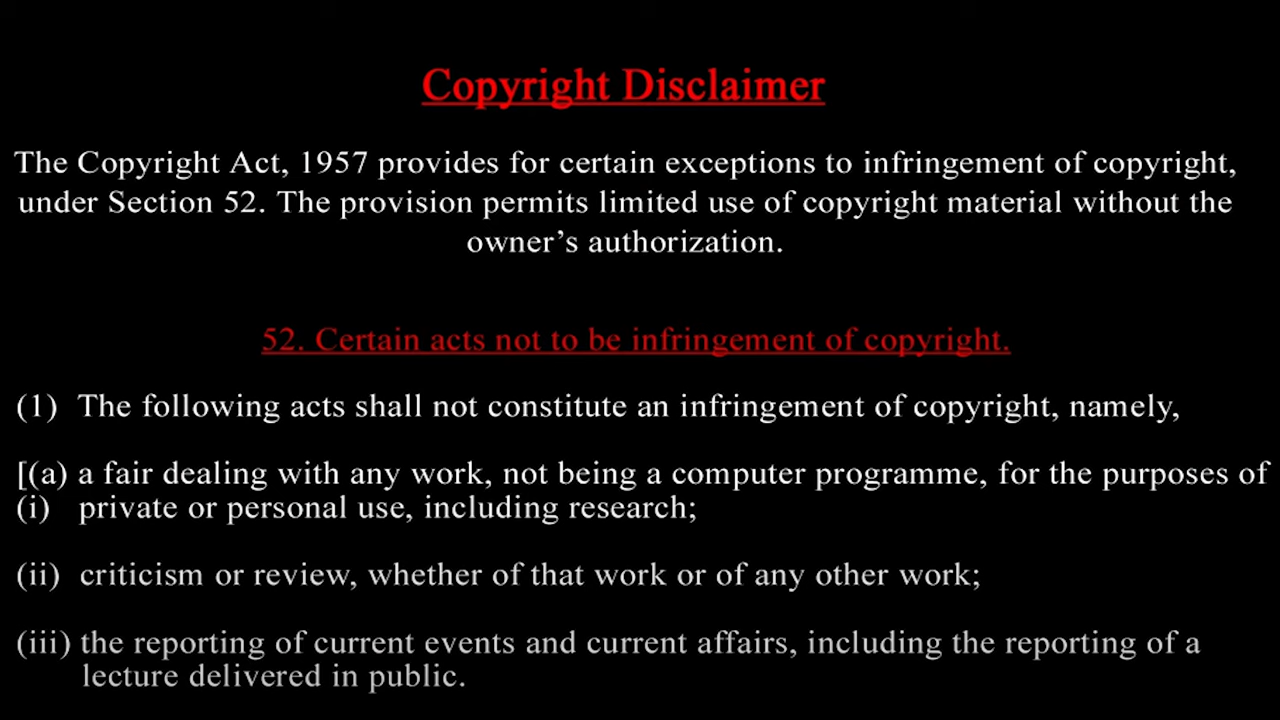 Copyright Disclaimer
The Copyright Act, 1957 provides for certain exceptions to infringement of copyright,
under Section 52. The provision permits limited use of copyright material without the
owner’s authorization.
52. Certain acts not to be infringement of copyright.
(1) The following acts shall not constitute an infringement of copyright, namely,
[(a) a fair dealing with any work, not being a computer programme, for the purposes of
(i) private or personal use, including research;
(ii) criticism or review, whether of that work or of any other work;
(iii) the reporting of current events and current affairs, including the reporting of a
lecture delivered in public.